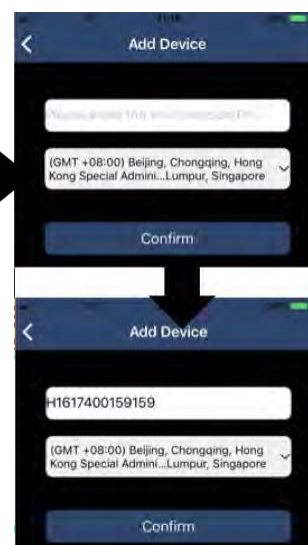 Add Device
(GMT +08:00) Beijing, Chongqing, Hong
Kong Special Admini...Lumpur, Singapore
Confirm
Add Device
H1617400159159
(GMT +08:00) Beijing, Chongqing, Hong
Kong Special Admini...Lumpur, Singapore
Confirm